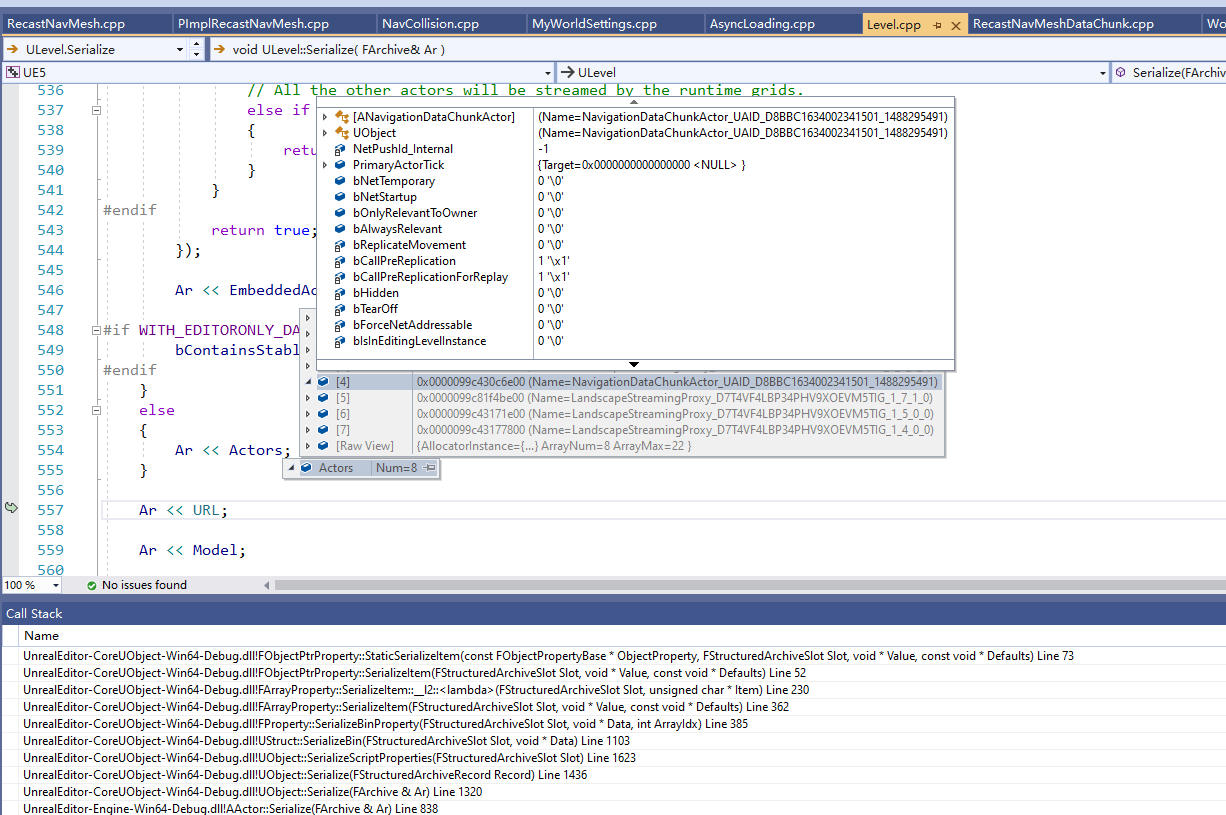 RecastNavMesh.cpp PImplRecastNavMesh.cpp NavCollision.cpp MyWorldSettings.cpp AsyncLoading.cpp Level.cpp RecastNavMeshDataChunk.cpp Wo
ULevel.Serialize void ULevel::Serialize( FArchive& Ar )
UE5 ULevel Serialize(FArchiv
536 // All the other actors will be streamed by the runtime grids.
537 else if
538 {
539 retu
540 }
541 }
542 #endif
543 return true;
544 });
545
546 Ar << EmbeddedAc
547
548 #if WITH_EDITORONLY_DA
549 bContainsStabl
550 #endif
551 }
552 else
553 {
554 Ar << Actors;
555 }
556
557 Ar << URL;
558
559 Ar << Model;
560
[ANavigationDataChunkActor] (Name=NavigationDataChunkActor_UAID_D8BBC1634002341501_1488295491)
UObject (Name=NavigationDataChunkActor_UAID_D8BBC1634002341501_1488295491)
NetPushId_Internal -1
PrimaryActorTick {Target=0x0000000000000000 <NULL> }
bNetTemporary 0 '\0'
bNetStartup 0 '\0'
bOnlyRelevantToOwner 0 '\0'
bAlwaysRelevant 0 '\0'
bReplicateMovement 0 '\0'
bCallPreReplication 1 '\x1'
bCallPreReplicationForReplay 1 '\x1'
bHidden 0 '\0'
bTearOff 0 '\0'
bForceNetAddressable 0 '\0'
bIsInEditingLevelInstance 0 '\0'
[4] 0x0000099c430c6e00 (Name=NavigationDataChunkActor_UAID_D8BBC1634002341501_1488295491)
[5] 0x0000099c81f4be00 (Name=LandscapeStreamingProxy_D7T4VF4LBP34PHV9XOEVM5TIG_1_7_1_0)
[6] 0x0000099c43171e00 (Name=LandscapeStreamingProxy_D7T4VF4LBP34PHV9XOEVM5TIG_1_5_0_0)
[7] 0x0000099c43177800 (Name=LandscapeStreamingProxy_D7T4VF4LBP34PHV9XOEVM5TIG_1_4_0_0)
[Raw View] {AllocatorInstance={...} ArrayNum=8 ArrayMax=22 }
Actors Num=8
100 % No issues found
Call Stack
Name
UnrealEditor-CoreUObject-Win64-Debug.dll!FObjectPtrProperty::StaticSerializeItem(const FObjectPropertyBase * ObjectProperty, FStructuredArchiveSlot Slot, void * Value, const void * Defaults) Line 73
UnrealEditor-CoreUObject-Win64-Debug.dll!FObjectPtrProperty::SerializeItem(FStructuredArchiveSlot Slot, void * Value, const void * Defaults) Line 52
UnrealEditor-CoreUObject-Win64-Debug.dll!FArrayProperty::SerializeItem::__l2::<lambda>(FStructuredArchiveSlot Slot, unsigned char * Item) Line 230
UnrealEditor-CoreUObject-Win64-Debug.dll!FArrayProperty::SerializeItem(FStructuredArchiveSlot Slot, void * Value, const void * Defaults) Line 362
UnrealEditor-CoreUObject-Win64-Debug.dll!FProperty::SerializeBinProperty(FStructuredArchiveSlot Slot, void * Data, int ArrayIdx) Line 385
UnrealEditor-CoreUObject-Win64-Debug.dll!UStruct::SerializeBin(FStructuredArchiveSlot Slot, void * Data) Line 1103
UnrealEditor-CoreUObject-Win64-Debug.dll!UObject::SerializeScriptProperties(FStructuredArchiveSlot Slot) Line 1623
UnrealEditor-CoreUObject-Win64-Debug.dll!UObject::Serialize(FStructuredArchiveRecord Record) Line 1436
UnrealEditor-CoreUObject-Win64-Debug.dll!UObject::Serialize(FArchive & Ar) Line 1320
UnrealEditor-Engine-Win64-Debug.dll!AActor::Serialize(FArchive & Ar) Line 838